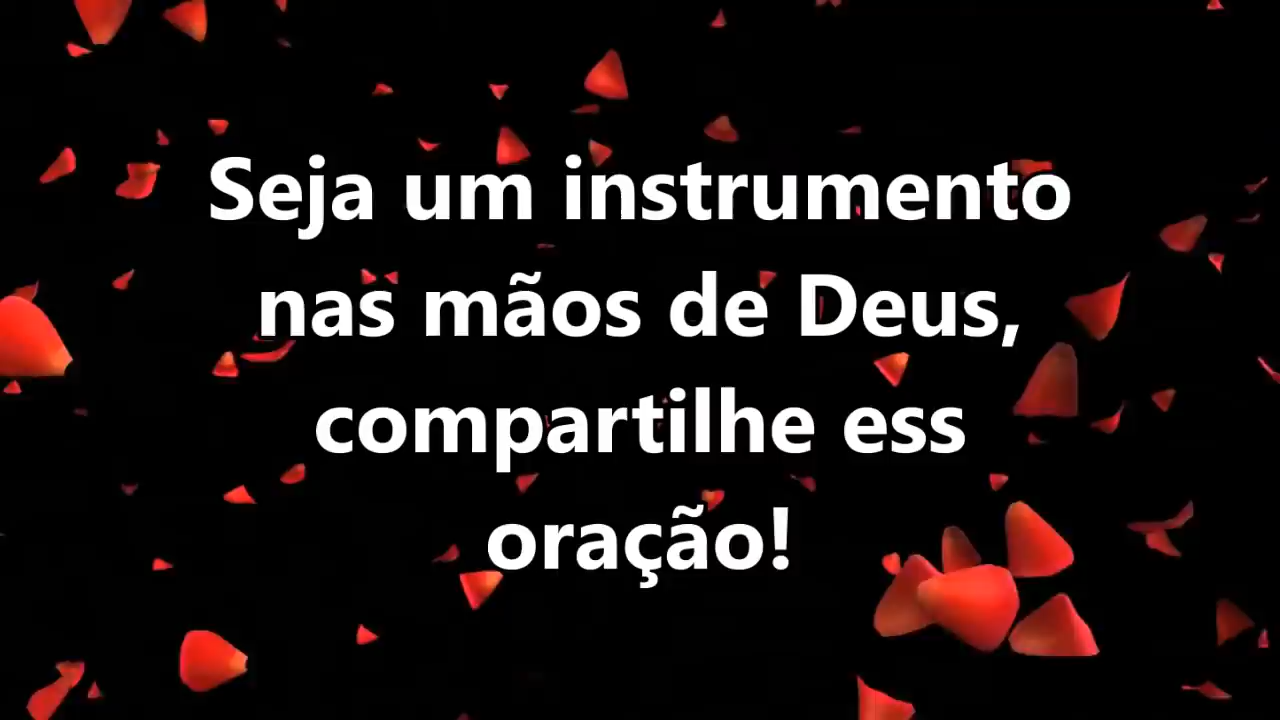 Seja um instrumento
nas mãos de Deus,
compartilhe ess
oração!